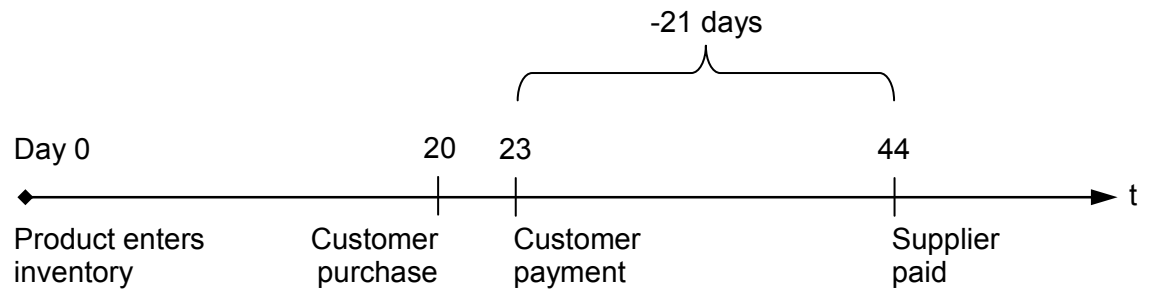 -21 days
Day 0
20
23
44
t
Product enters
inventory
Customer
purchase
Customer
payment
Supplier
paid